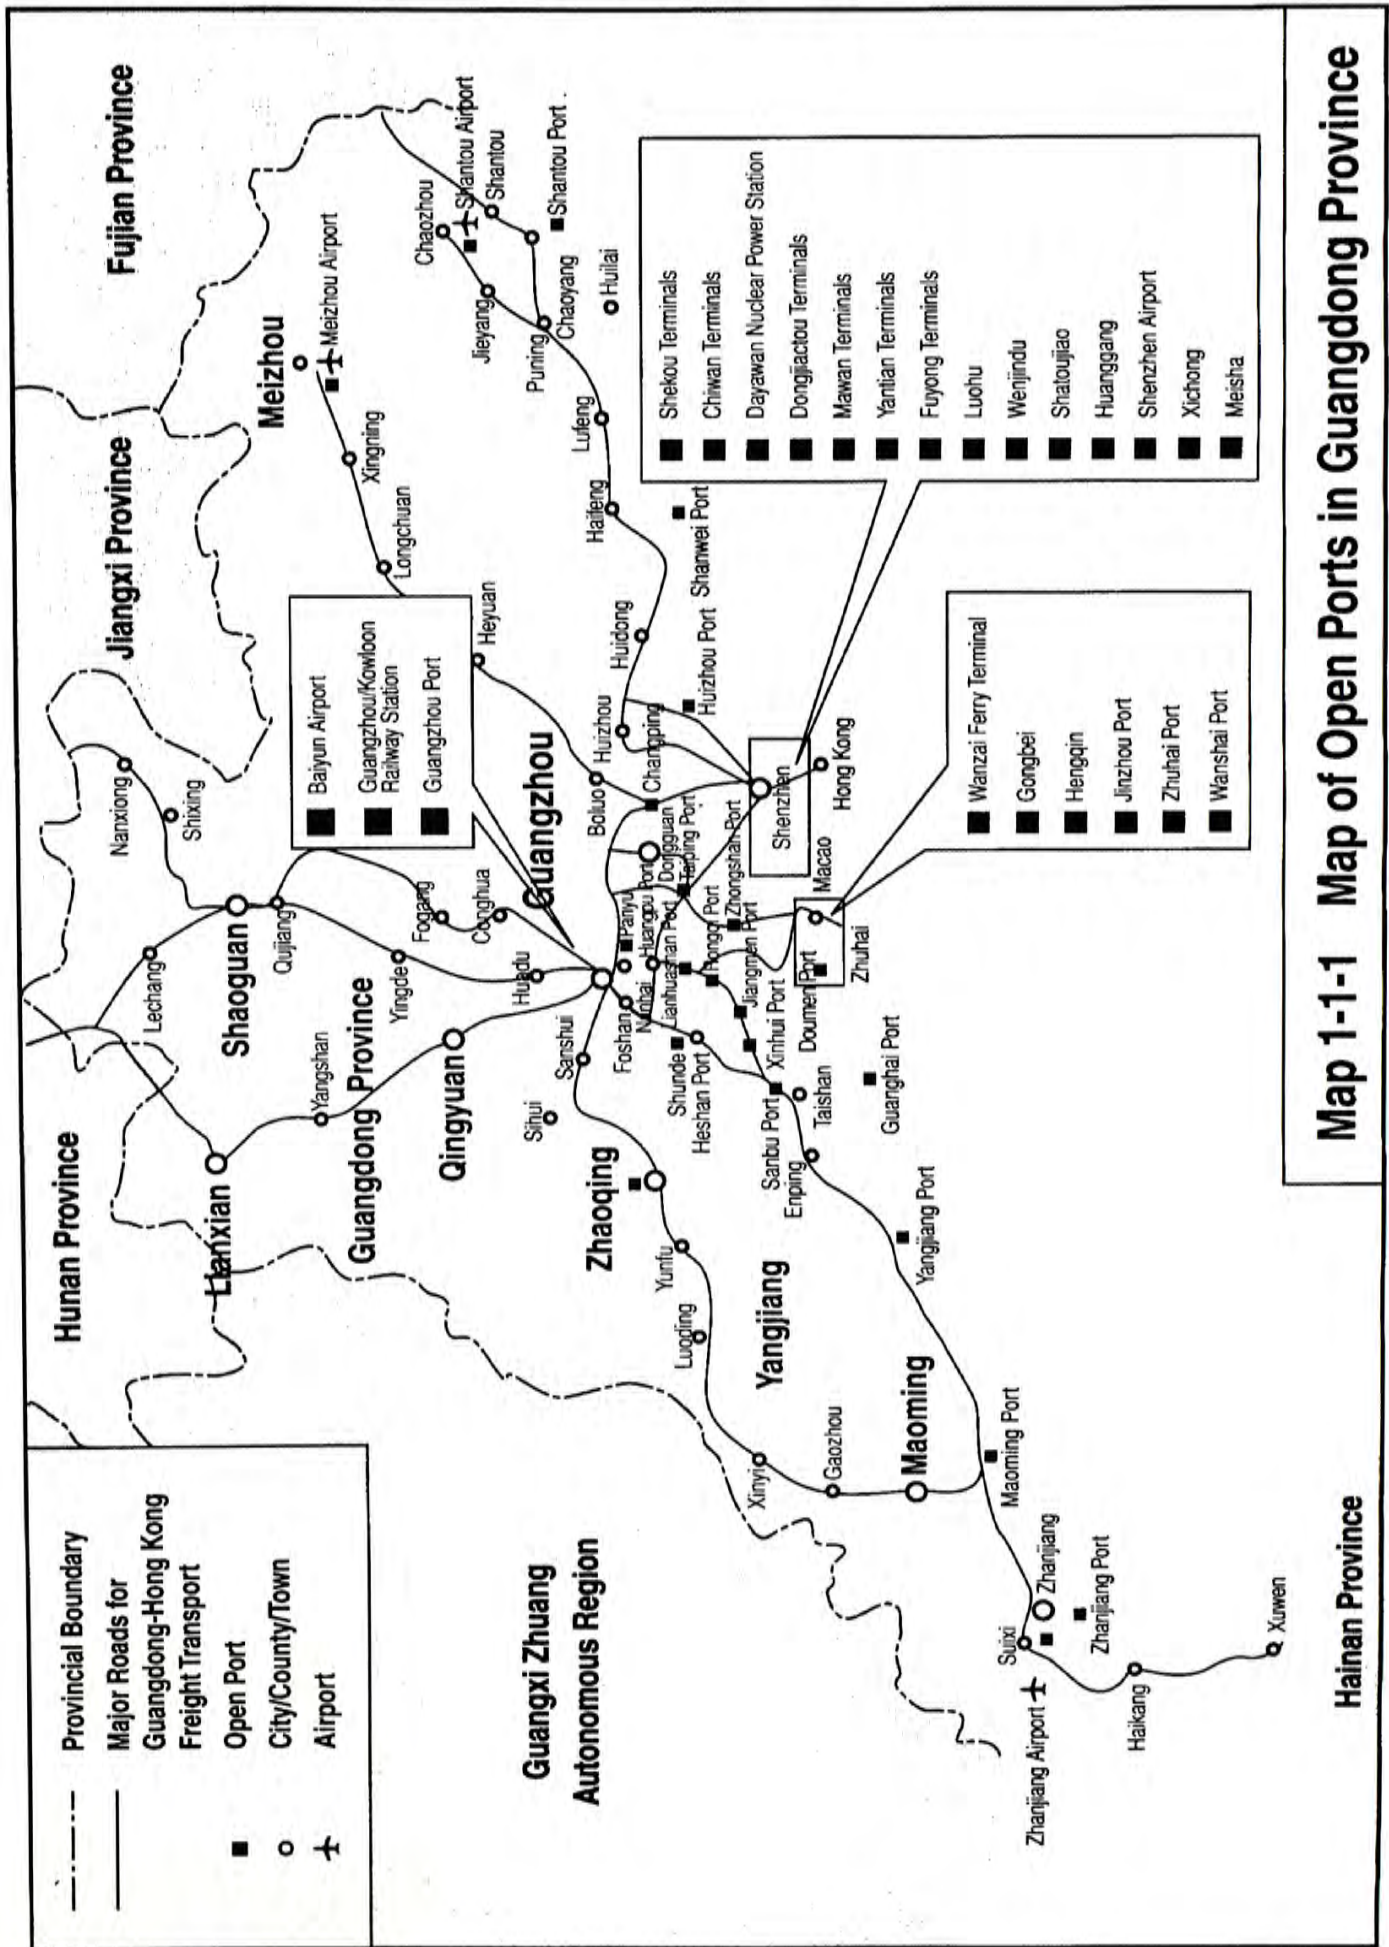 Map 1-1-1 Map of Open Ports in Guangdong Province
Provincial Boundary
Major Roads for
Guangdong-Hong Kong
Freight Transport
Open Port
City/County/Town
Airport
Hunan Province
Jiangxi Province
Fujian Province
Guangdong Province
Guangxi Zhuang
Autonomous Region
Hainan Province
Lechang
Nanxiong
Shixing
Shaoguan
Qujiang
Lianxian
Yangshan
Yingde
Fogang
Conghua
Huadu
Qingyuan
Guangzhou
Baiyun Airport
Guangzhou/Kowloon
Railway Station
Guangzhou Port
Meizhou
Meizhou Airport
Xingning
Longchuan
Heyuan
Chaozhou
Shantou Airport
Shantou
Shantou Port
Jieyang
Chaoyang
Puning
Huilai
Lufeng
Haifeng
Shanwei Port
Huidong
Huizhou Port
Huizhou
Boluo
Changping
Dongguan
Taiping Port
Panyu
Huangpu Port
Nanhai
Lianhuashan Port
Rongqi Port
Zhongshan Port
Shenzhen
Hong Kong
Macao
Zhuhai
Doumen Port
Jiangmen Port
Xinhui Port
Sihui
Sanshui
Foshan
Shunde
Heshan Port
Sanbu Port
Taishan
Enping
Guanghai Port
Zhaoqing
Yunfu
Luoding
Yangjiang
Yangjiang Port
Xinyi
Gaozhou
Maoming
Maoming Port
Suixi
Zhanjiang
Zhanjiang Port
Zhanjiang Airport
Haikang
Xuwen
Shekou Terminals
Chiwan Terminals
Dayawan Nuclear Power Station
Dongjiactou Terminals
Mawan Terminals
Yantian Terminals
Fuyong Terminals
Luohu
Wenjindu
Shatoujiao
Huanggang
Shenzhen Airport
Xichong
Meisha
Wanzai Ferry Terminal
Gongbei
Hengqin
Jinzhou Port
Zhuhai Port
Wanshai Port